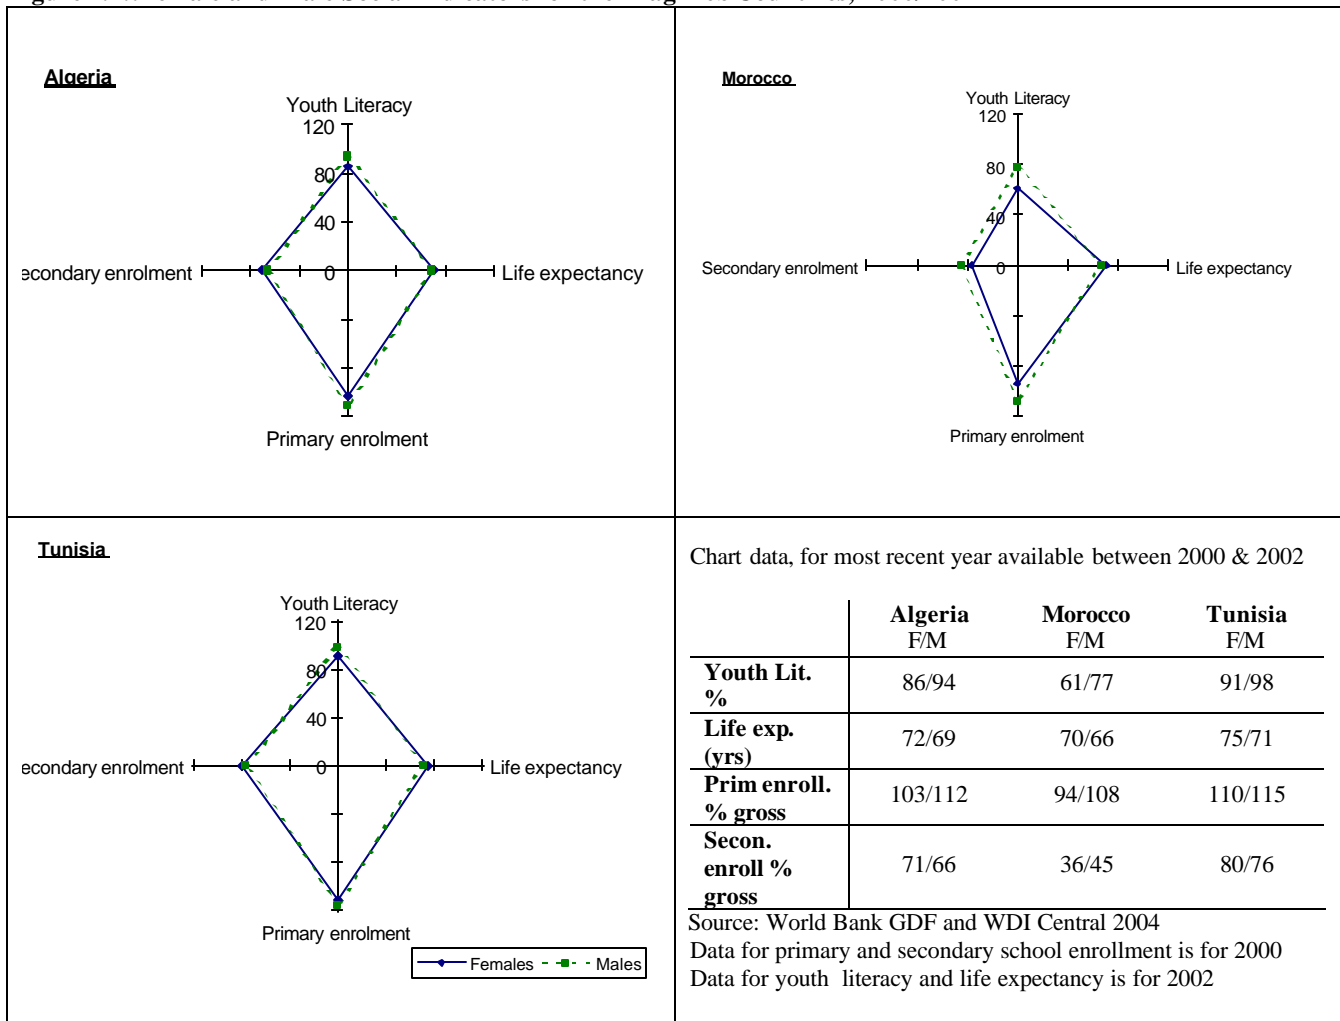 Algeria
Youth Literacy
120
80
40
0
econdary enrolment
Life expectancy
Primary enrolment
Morocco
Youth Literacy
120
80
40
0
Secondary enrolment
Life expectancy
Primary enrolment
Tunisia
Youth Literacy
120
80
40
0
econdary enrolment
Life expectancy
Primary enrolment
Females Males
Chart data, for most recent year available between 2000 & 2002
Algeria Morocco Tunisia
F/M F/M F/M
Youth Lit. % 86/94 61/77 91/98
Life exp. (yrs) 72/69 70/66 75/71
Prim enroll. % gross 103/112 94/108 110/115
Secon. enroll % gross 71/66 36/45 80/76
Source: World Bank GDF and WDI Central 2004
Data for primary and secondary school enrollment is for 2000
Data for youth literacy and life expectancy is for 2002